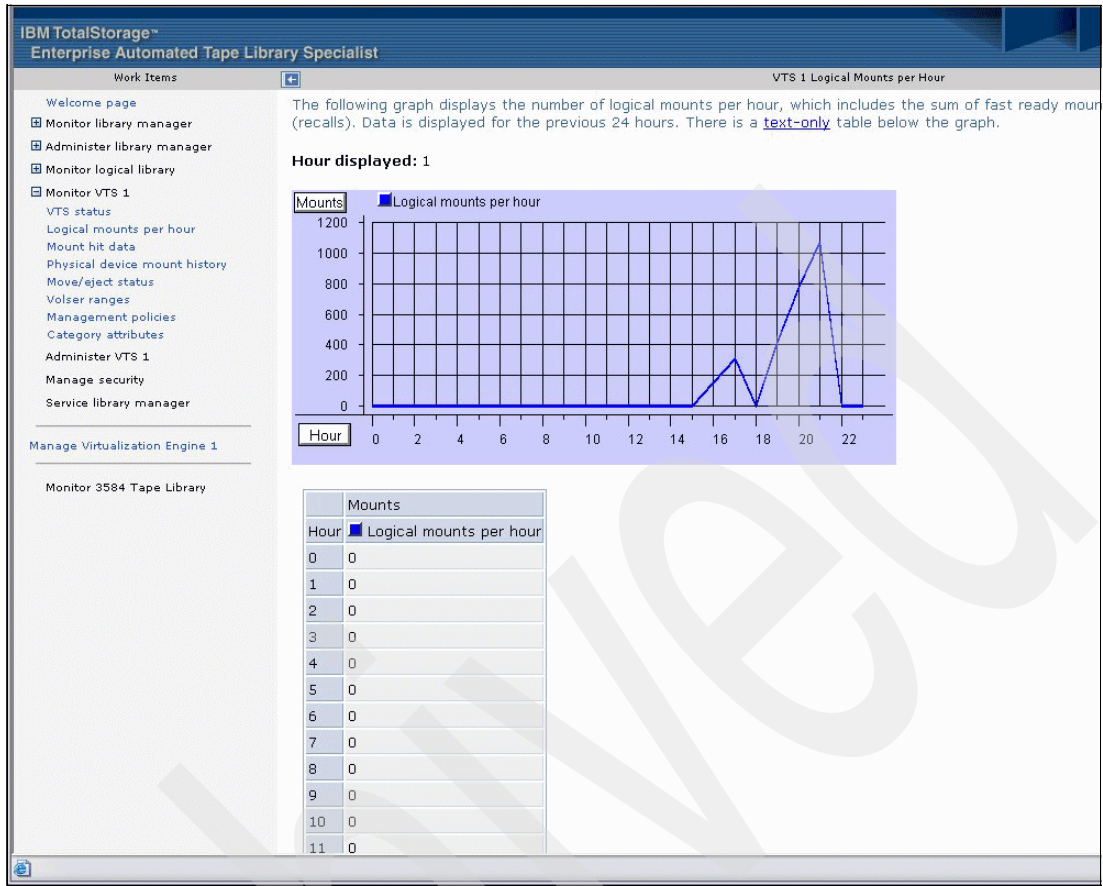 IBM TotalStorage™
Enterprise Automated Tape Library Specialist
Work Items
VTS 1 Logical Mounts per Hour
Welcome page
Monitor library manager
Administer library manager
Monitor logical library
Monitor VTS 1
VTS status
Logical mounts per hour
Mount hit data
Physical device mount history
Move/eject status
Volser ranges
Management policies
Category attributes
Administer VTS 1
Manage security
Service library manager
Manage Virtualization Engine 1
Monitor 3584 Tape Library
The following graph displays the number of logical mounts per hour, which includes the sum of fast ready moun
(recalls). Data is displayed for the previous 24 hours. There is a text-only table below the graph.
Hour displayed: 1
Mounts
Logical mounts per hour
1200
1000
800
600
400
200
0
Hour
0 2 4 6 8 10 12 14 16 18 20 22
Mounts
Hour Logical mounts per hour
0 0
1 0
2 0
3 0
4 0
5 0
6 0
7 0
8 0
9 0
10 0
11 0